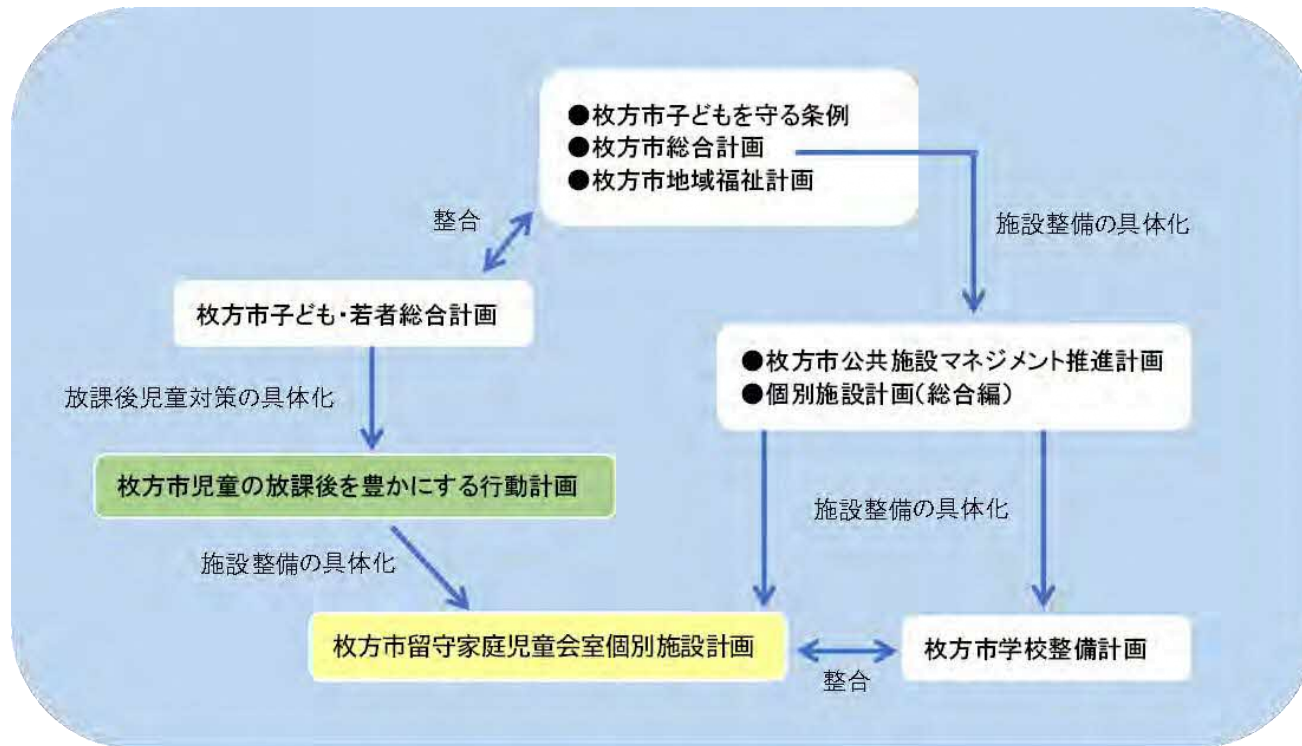 ●枚方市子どもを守る条例
●枚方市総合計画
●枚方市地域福祉計画
整合
施設整備の具体化
枚方市子ども・若者総合計画
●枚方市公共施設マネジメント推進計画
●個別施設計画(総合編)
放課後児童対策の具体化
枚方市児童の放課後を豊かにする行動計画
施設整備の具体化
施設整備の具体化
枚方市留守家庭児童会室個別施設計画
枚方市学校整備計画
整合